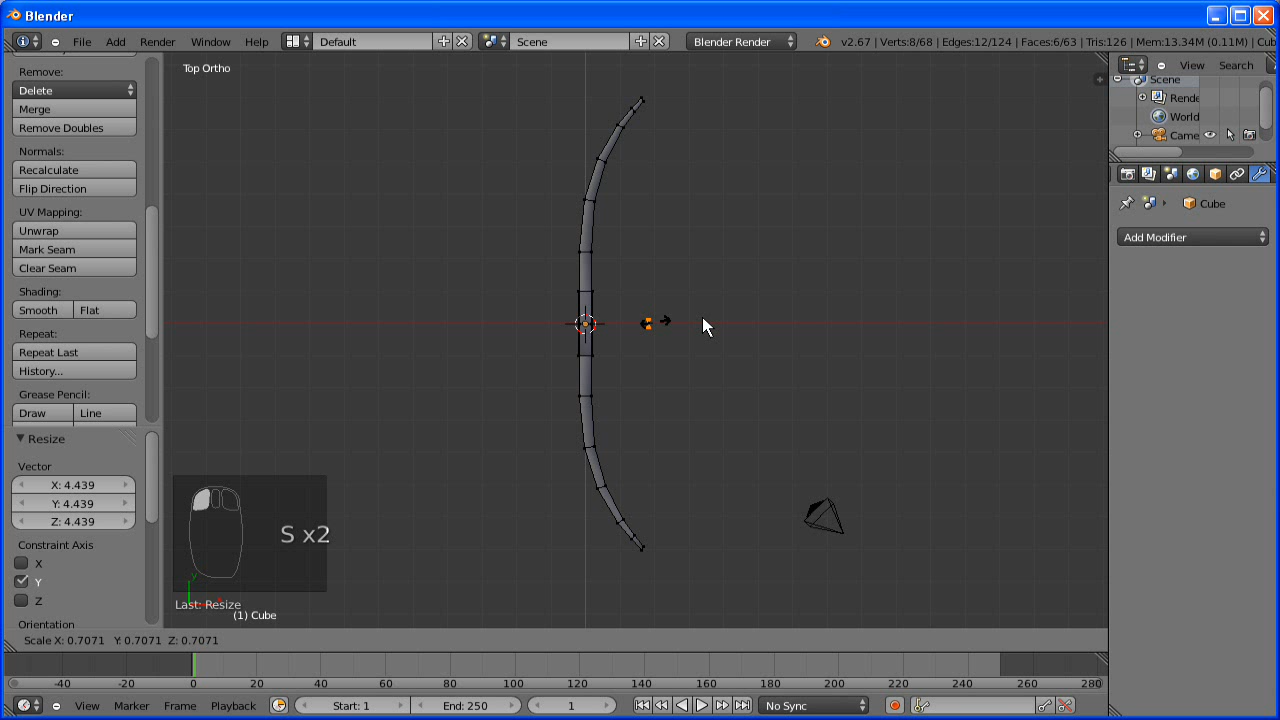 Blender
File Add Render Window Help Default Scene Blender Render v2.67 | Verts:8/68 | Edges:12/124 | Faces:6/63 | Tris:126 | Mem:13.34M (0.11M) | Cub
Remove:
Delete
Merge
Remove Doubles
Normals:
Recalculate
Flip Direction
UV Mapping:
Unwrap
Mark Seam
Clear Seam
Shading:
Smooth Flat
Repeat:
Repeat Last
History...
Grease Pencil:
Draw Line
Resize
Vector
X: 4.439
Y: 4.439
Z: 4.439
Constraint Axis
X
Y
Z
Orientation
Top Ortho
S x2
y
Last: Resize
(1) Cube
Scale X: 0.7071 Y: 0.7071 Z: 0.7071
View Search
Scene
Rende
World
Came
Cube
Add Modifier
-40 -20 0 20 40 60 80 100 120 140 160 180 200 220 240 260 280
View Marker Frame Playback Start: 1 End: 250 1 No Sync